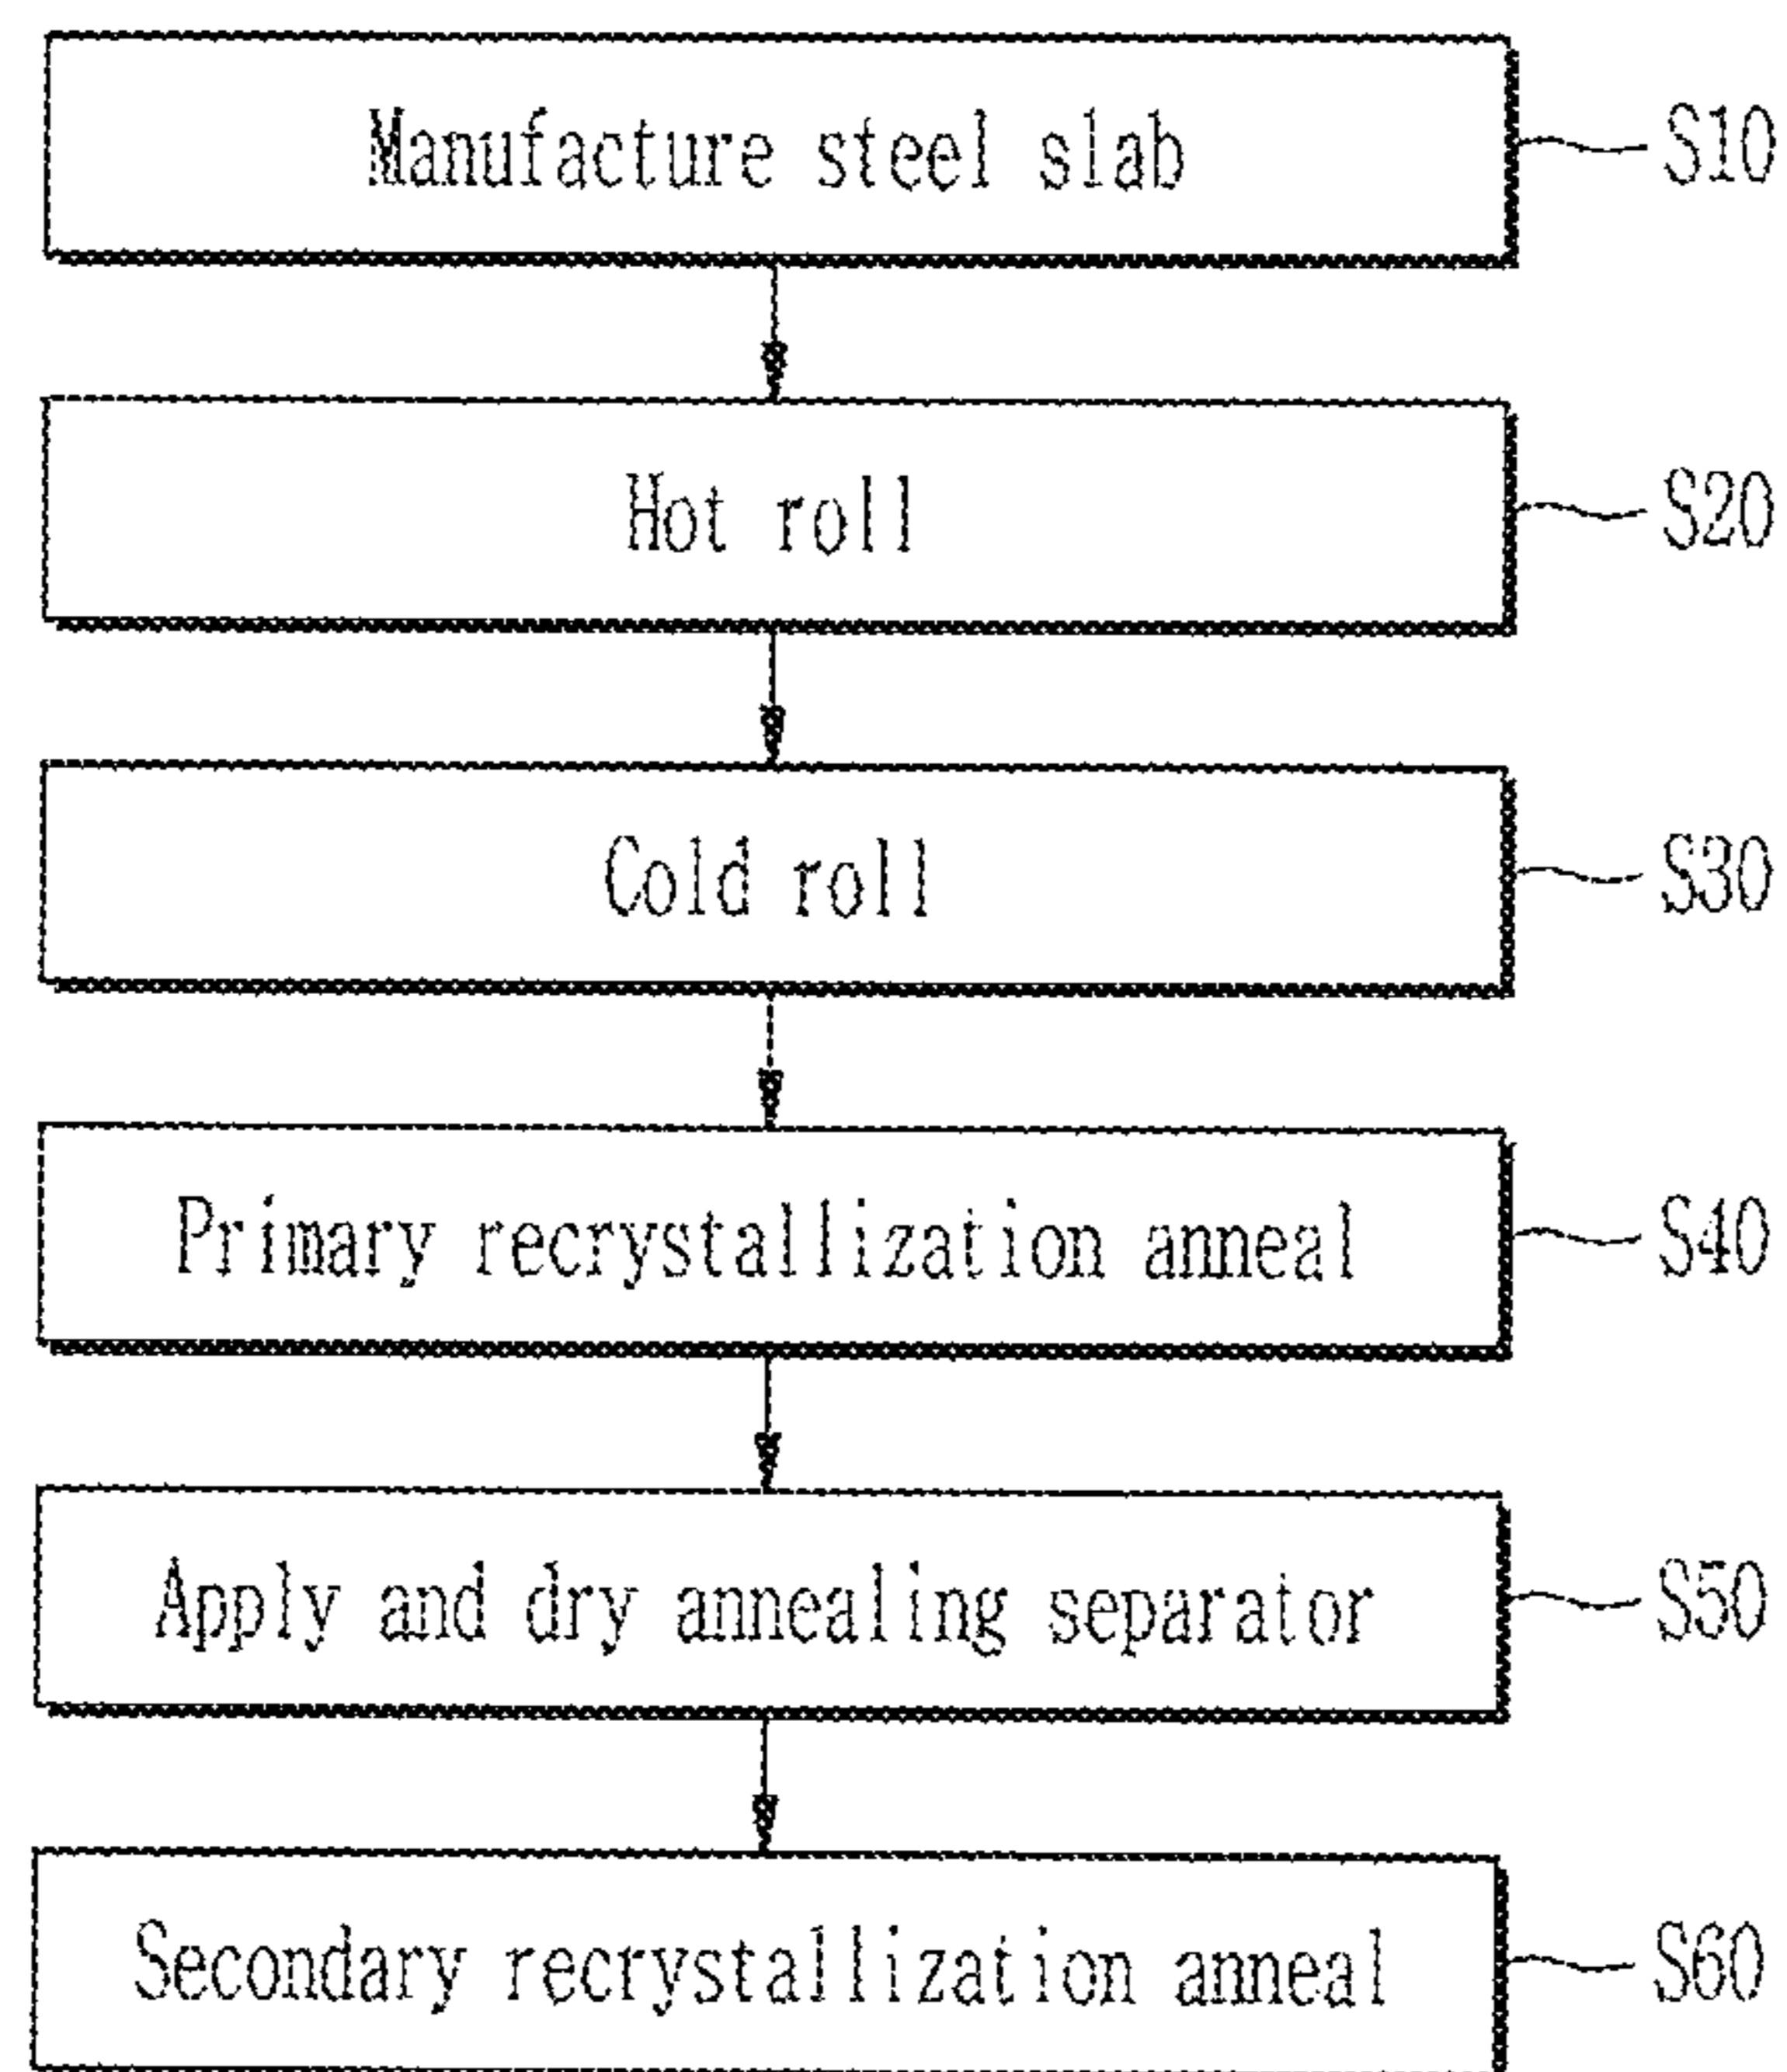 Manufacture steel slab S10
Hot roll S20
Cold roll S30
Primary recrystallization anneal S40
Apply and dry annealing separator S50
Secondary recrystallization anneal S60